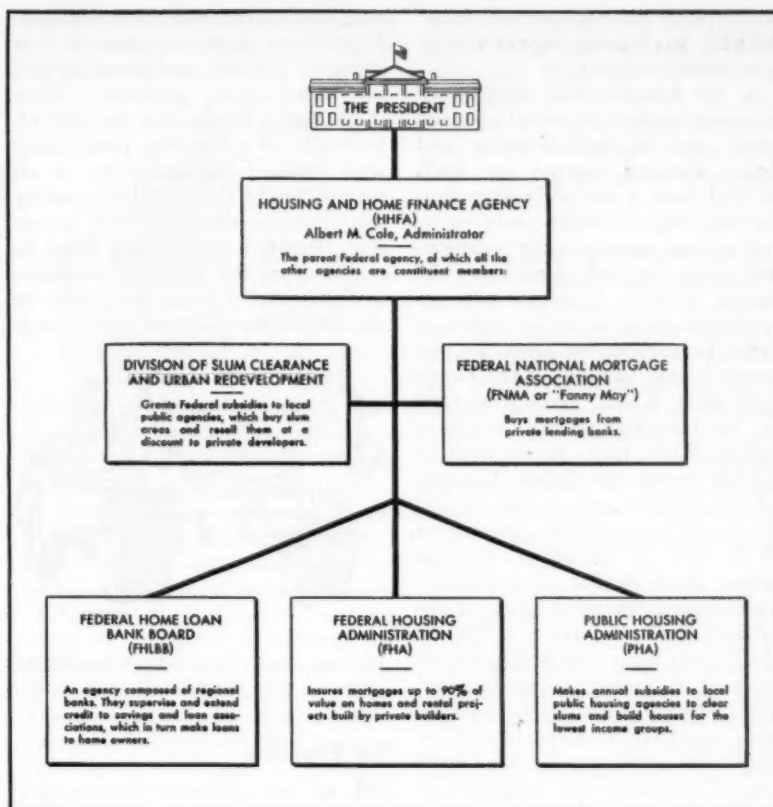 THE PRESIDENT
HOUSING AND HOME FINANCE AGENCY
(HHFA)
Albert M. Cole, Administrator
The parent Federal agency, of which all the
other agencies are constituent members:
DIVISION OF SLUM CLEARANCE
AND URBAN REDEVELOPMENT
Grants Federal subsidies to local
public agencies, which buy slum
areas and resell them at a
discount to private developers.
FEDERAL NATIONAL MORTGAGE
ASSOCIATION
(FNMA or "Fanny May")
Buys mortgages from
private lending banks.
FEDERAL HOME LOAN
BANK BOARD
(FHLBB)
An agency composed of regional
banks. They supervise and extend
credit to savings and loan asso-
ciations, which in turn make loans
to home owners.
FEDERAL HOUSING
ADMINISTRATION
(FHA)
Insures mortgages up to 90% of
value on homes and rental proj-
ects built by private builders.
PUBLIC HOUSING
ADMINISTRATION
(PHA)
Makes annual subsidies to local
public housing agencies to clear
slums and build houses for the
lowest income groups.